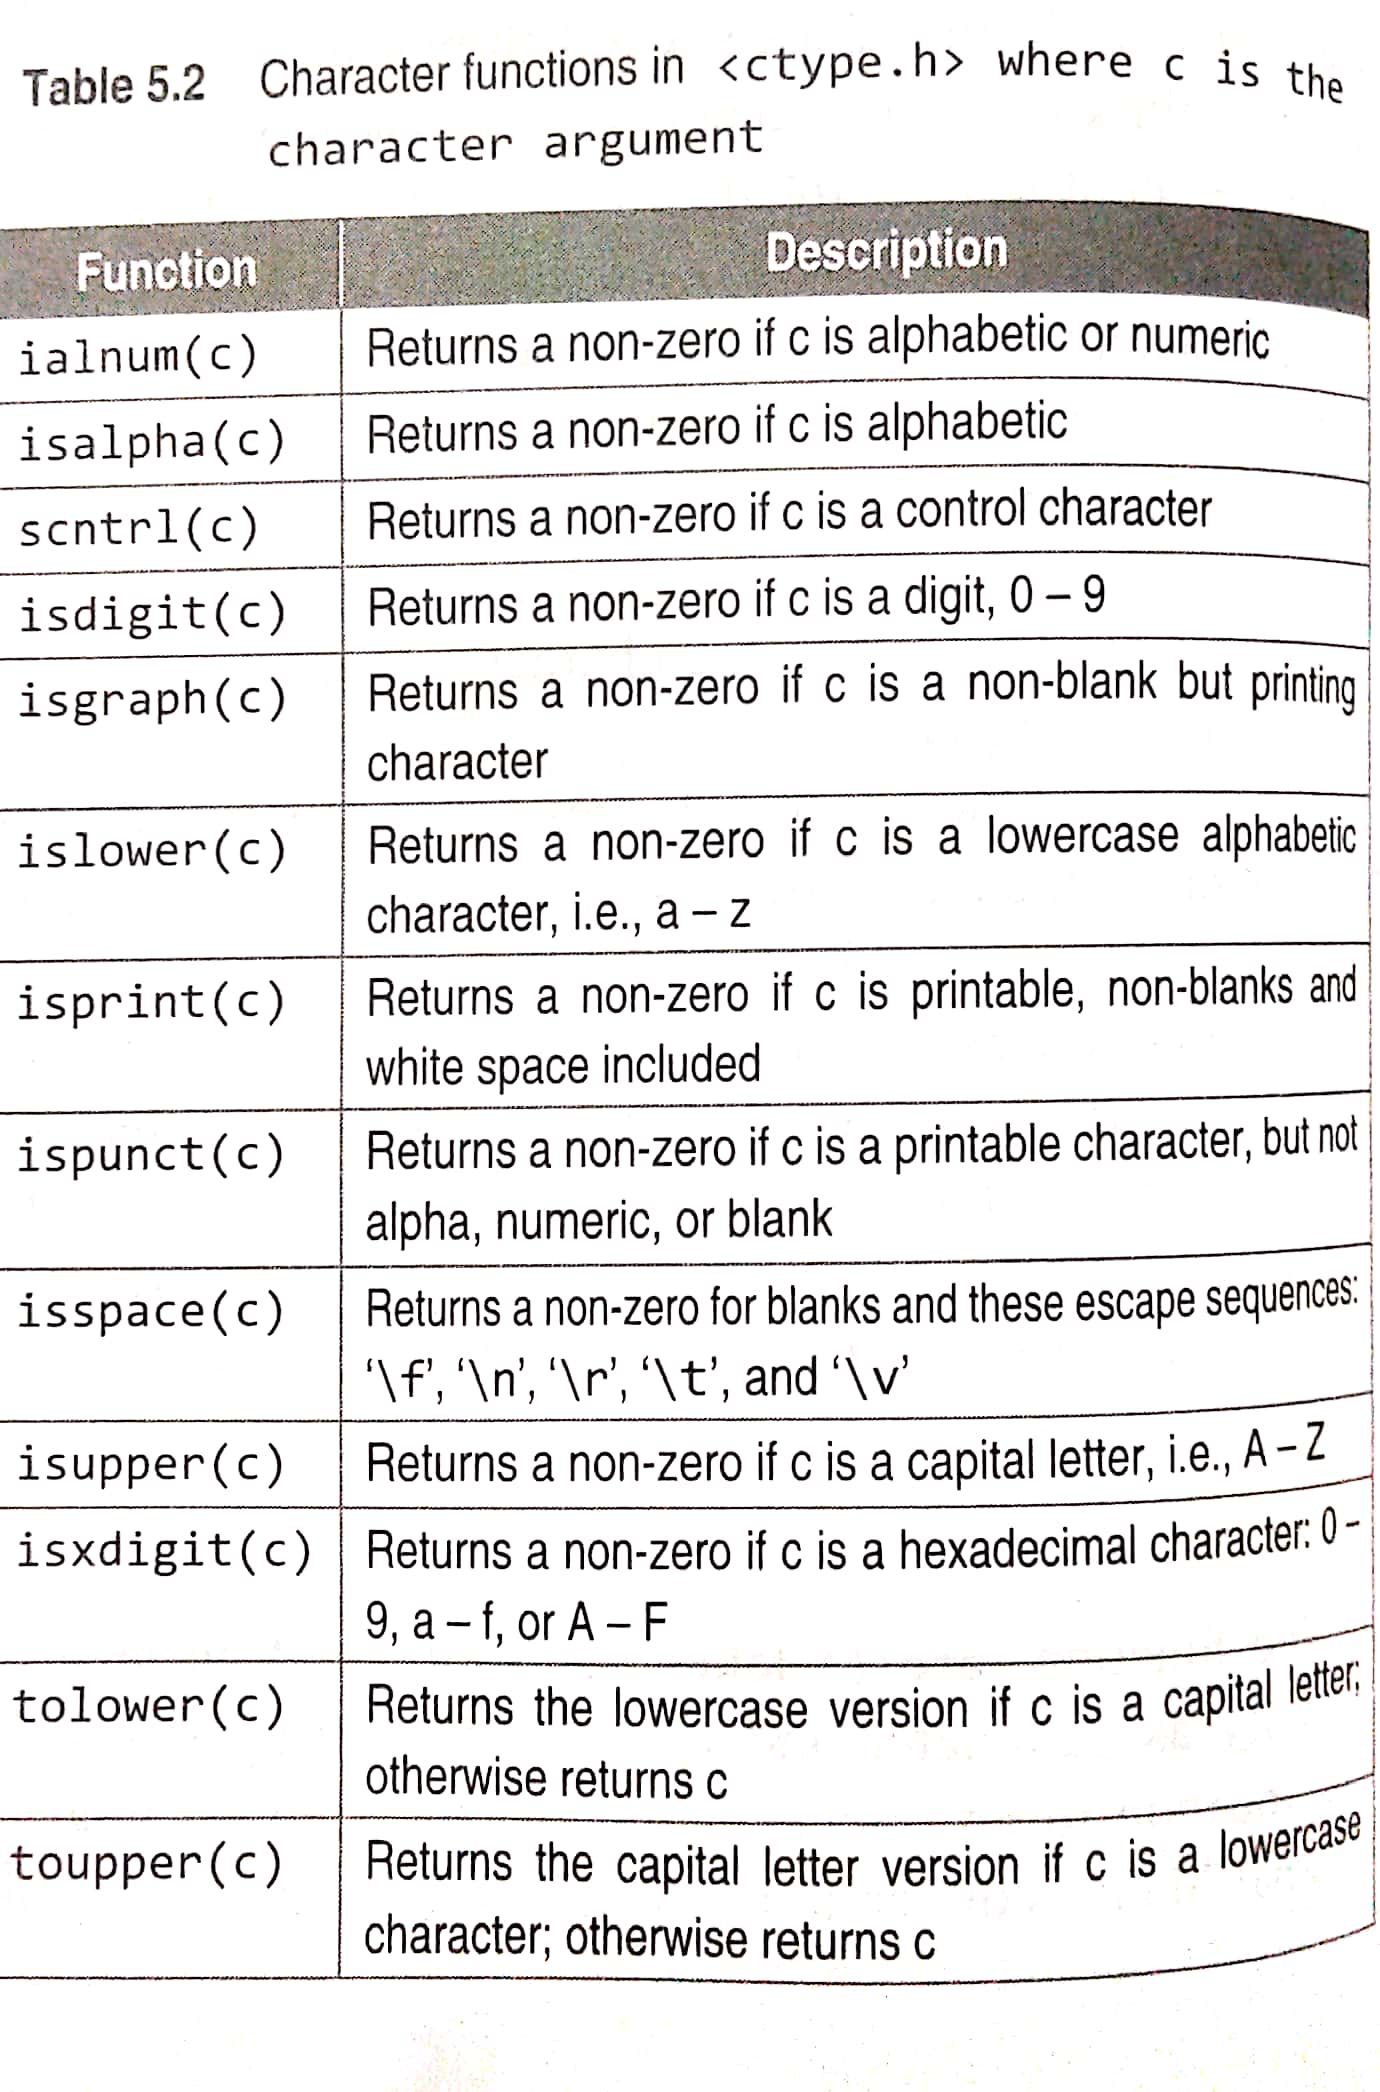 Table 5.2 Character functions in <ctype.h> where c is the
character argument
Function Description
ialnum(c) Returns a non-zero if c is alphabetic or numeric
isalpha(c) Returns a non-zero if c is alphabetic
scntrl(c) Returns a non-zero if c is a control character
isdigit(c) Returns a non-zero if c is a digit, 0 – 9
isgraph(c) Returns a non-zero if c is a non-blank but printing
character
islower(c) Returns a non-zero if c is a lowercase alphabetic
character, i.e., a – z
isprint(c) Returns a non-zero if c is printable, non-blanks and
white space included
ispunct(c) Returns a non-zero if c is a printable character, but not
alpha, numeric, or blank
isspace(c) Returns a non-zero for blanks and these escape sequences:
‘\f’, ‘\n’, ‘\r’, ‘\t’, and ‘\v’
isupper(c) Returns a non-zero if c is a capital letter, i.e., A – Z
isxdigit(c) Returns a non-zero if c is a hexadecimal character: 0 –
9, a – f, or A – F
tolower(c) Returns the lowercase version if c is a capital letter;
otherwise returns c
toupper(c) Returns the capital letter version if c is a lowercase
character; otherwise returns c